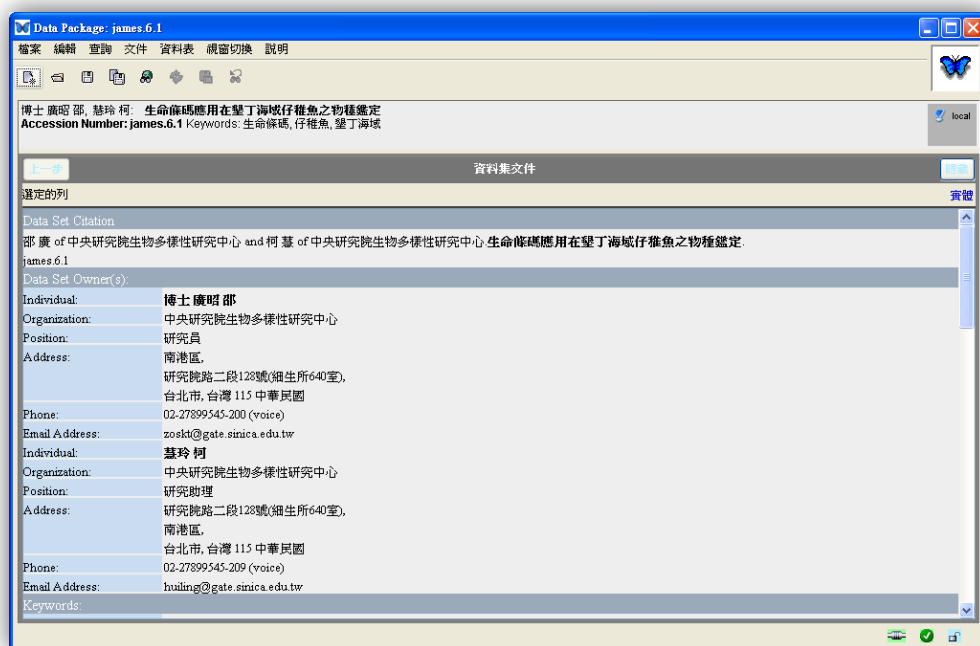 Data Package: james.6.1
檔案 編輯 查詢 文件 資料表 視窗切換 說明
博士 廣昭 邵, 慧玲 柯: 生命條碼應用在墾丁海域仔稚魚之物種鑑定
Accession Number: james.6.1 Keywords: 生命條碼, 仔稚魚, 墾丁海域
local
上一步 資料集文件 隱藏
選定的列 實體
Data Set Citation
邵 廣 of 中央研究院生物多樣性研究中心 and 柯 慧 of 中央研究院生物多樣性研究中心.生命條碼應用在墾丁海域仔稚魚之物種鑑定.
james.6.1
Data Set Owner(s):
Individual: 博士 廣昭 邵
Organization: 中央研究院生物多樣性研究中心
Position: 研究員
Address: 南港區,
研究院路二段128號(細生所640室),
台北市, 台灣 115 中華民國
Phone: 02-27899545-200 (voice)
Email Address: zoskt@gate.sinica.edu.tw
Individual: 慧玲 柯
Organization: 中央研究院生物多樣性研究中心
Position: 研究助理
Address: 研究院路二段128號(細生所640室),
南港區,
台北市, 台灣 115 中華民國
Phone: 02-27899545-209 (voice)
Email Address: huiling@gate.sinica.edu.tw
Keywords: